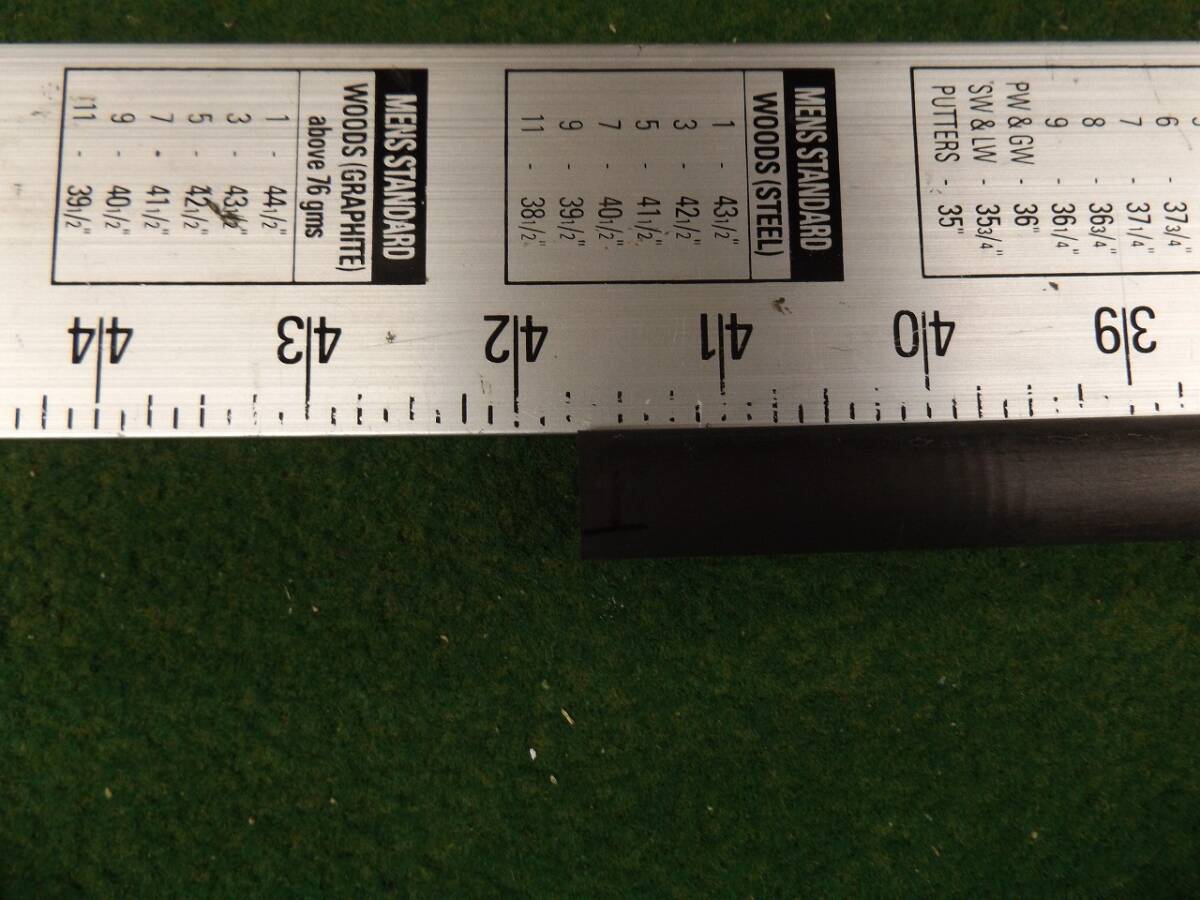 MENS STANDARD
WOODS (GRAPHITE)
above 76 gms
1 - 44 1/2"
3 - 43 1/2"
5 - 42 1/2"
7 - 41 1/2"
9 - 40 1/2"
11 - 39 1/2"
MENS STANDARD
WOODS (STEEL)
1 - 43 1/2"
3 - 42 1/2"
5 - 41 1/2"
7 - 40 1/2"
9 - 39 1/2"
11 - 38 1/2"
6 - 37 3/4"
7 - 37 1/4"
8 - 36 3/4"
9 - 36 1/4"
PW & GW - 36"
SW & LW - 35 3/4"
PUTTERS - 35"
44 43 42 41 40 39